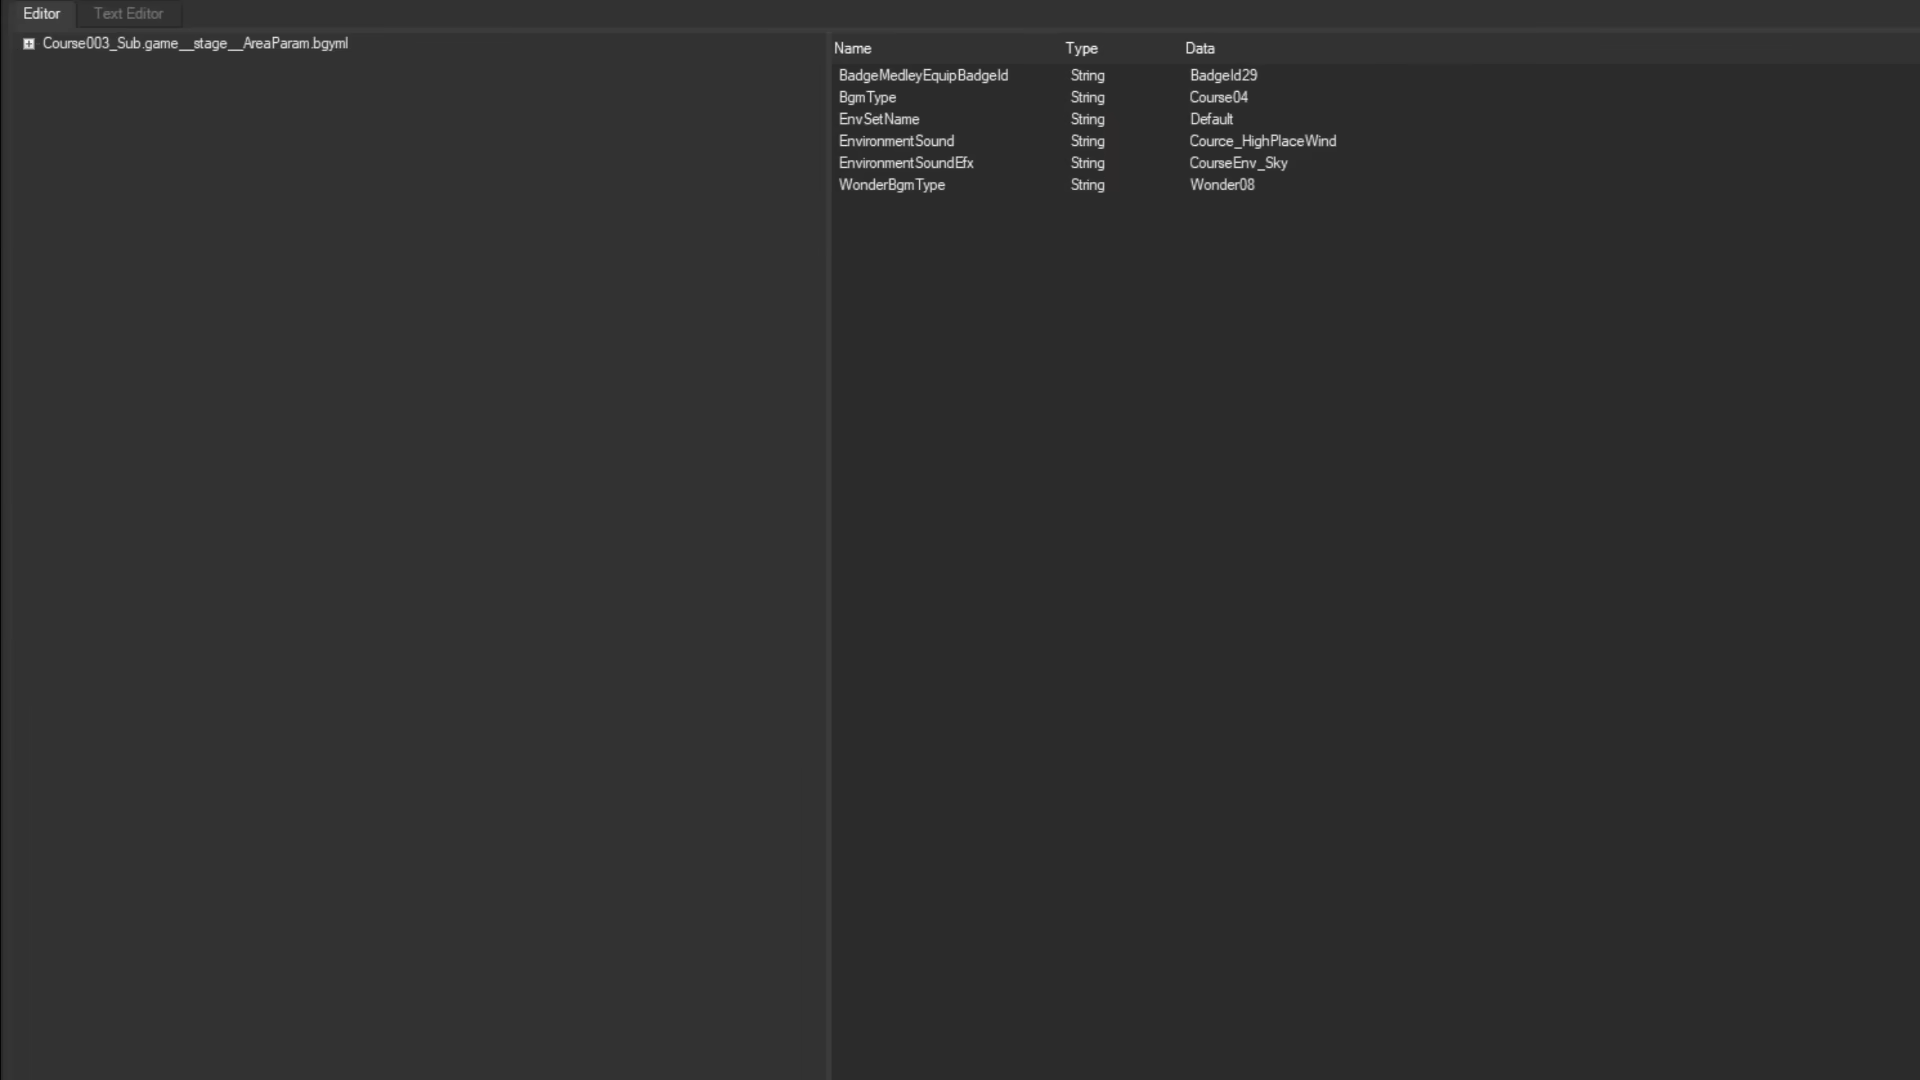 Editor Text Editor
Course003_Sub.game__stage__AreaParam.bgyml
Name Type Data
BadgeMedleyEquipBadgeId String BadgeId29
BgmType String Course04
EnvSetName String Default
EnvironmentSound String Cource_HighPlaceWind
EnvironmentSoundEfx String CourseEnv_Sky
WonderBgmType String Wonder08